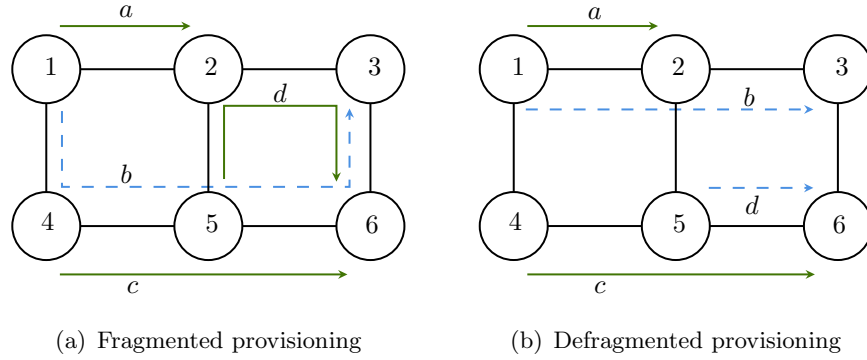 a
a
1
2
3
1
2
3
d
b
b
d
4
5
6
4
5
6
c
c
(a) Fragmented provisioning
(b) Defragmented provisioning